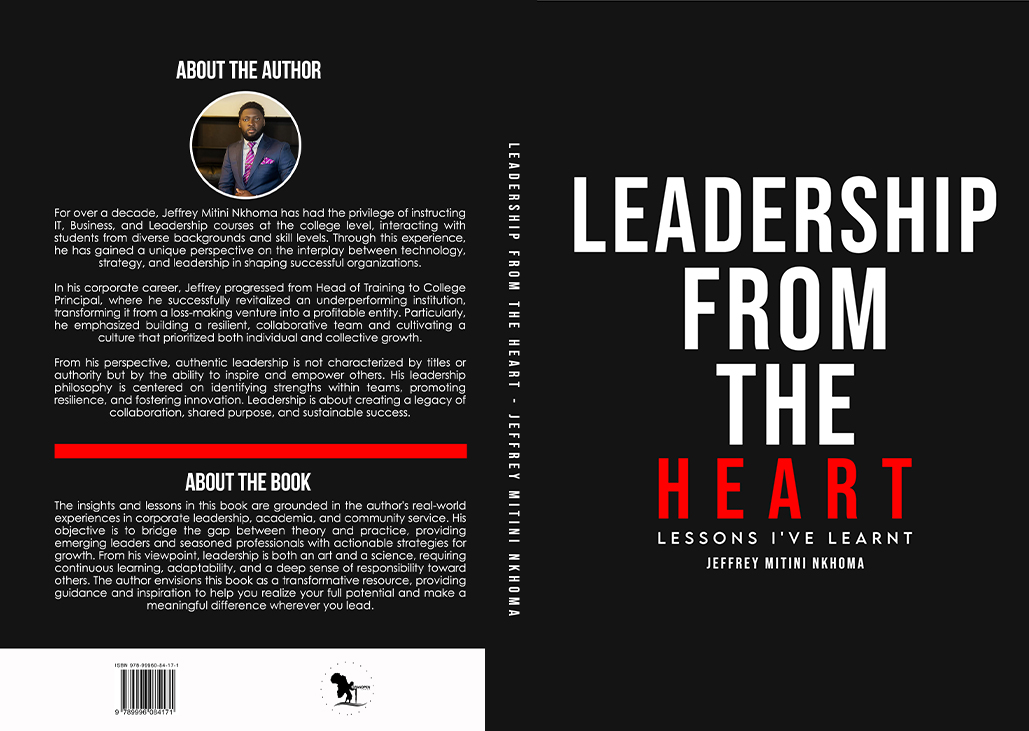 ABOUT THE AUTHOR
For over a decade, Jeffrey Mitini Nkhoma has had the privilege of instructing
IT, Business, and Leadership courses at the college level, interacting with
students from diverse backgrounds and skill levels. Through this experience,
he has gained a unique perspective on the interplay between technology,
strategy, and leadership in shaping successful organizations.
In his corporate career, Jeffrey progressed from Head of Training to College
Principal, where he successfully revitalized an underperforming institution,
transforming it from a loss-making venture into a profitable entity. Particularly,
he emphasized building a resilient, collaborative team and cultivating a
culture that prioritized both individual and collective growth.
From his perspective, authentic leadership is not characterized by titles or
authority but by the ability to inspire and empower others. His leadership
philosophy is centered on identifying strengths within teams, promoting
resilience, and fostering innovation. Leadership is about creating a legacy of
collaboration, shared purpose, and sustainable success.
ABOUT THE BOOK
The insights and lessons in this book are grounded in the author's real-world
experiences in corporate leadership, academia, and community service. His
objective is to bridge the gap between theory and practice, providing
emerging leaders and seasoned professionals with actionable strategies for
growth. From his viewpoint, leadership is both an art and a science, requiring
continuous learning, adaptability, and a deep sense of responsibility toward
others. The author envisions this book as a transformative resource, providing
guidance and inspiration to help you realize your full potential and make a
meaningful difference wherever you lead.
ISBN 978-99960-84-17-1
9 789996 084171
LEADERSHIP FROM THE HEART - JEFFREY MITINI NKHOMA
LEADERSHIP
FROM
THE
HEART
LESSONS I'VE LEARNT
JEFFREY MITINI NKHOMA